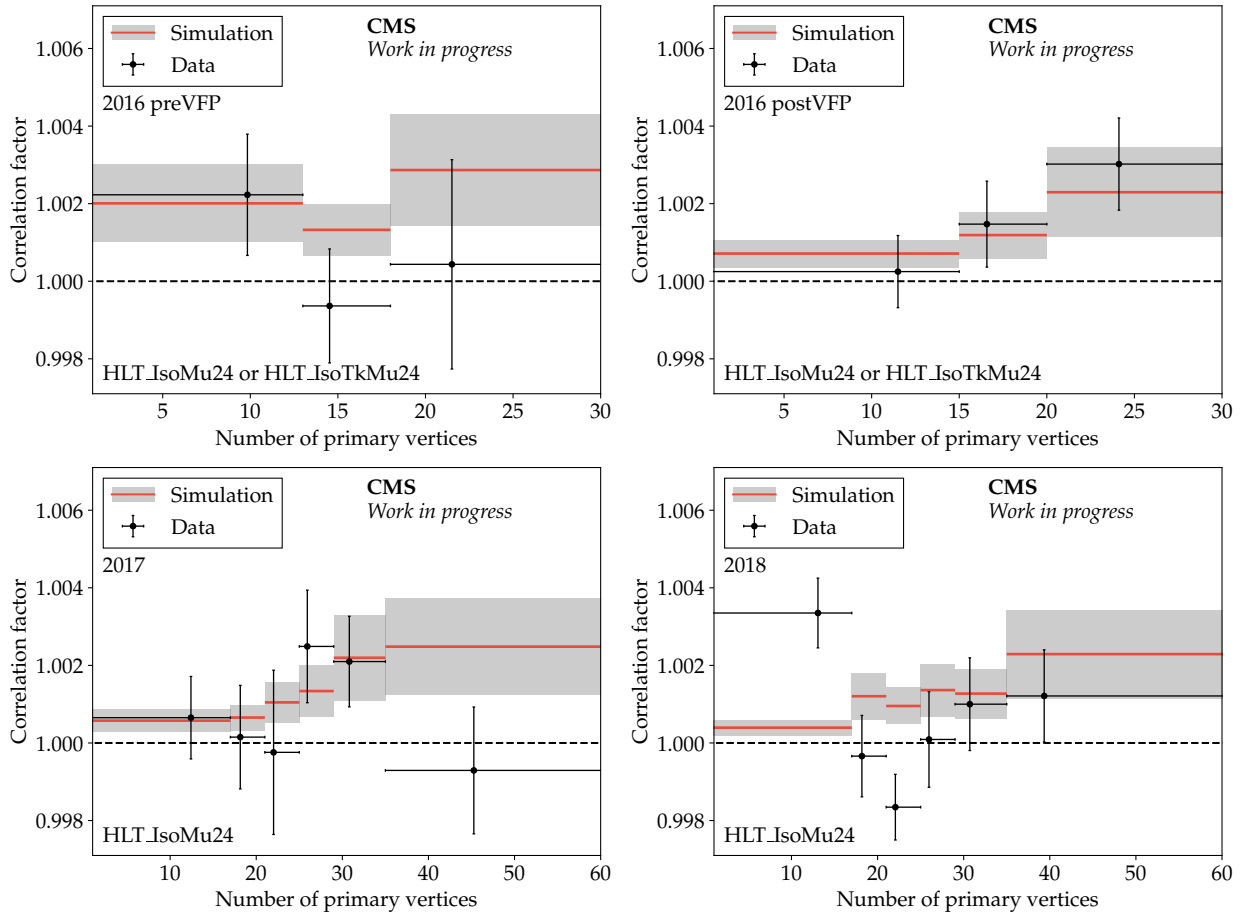 CMS
Work in progress
Simulation
Data
2016 preVFP
1.006
1.004
1.002
1.000
0.998
Correlation factor
HLT_IsoMu24 or HLT_IsoTkMu24
5 10 15 20 25 30
Number of primary vertices
CMS
Work in progress
Simulation
Data
2016 postVFP
1.006
1.004
1.002
1.000
0.998
Correlation factor
HLT_IsoMu24 or HLT_IsoTkMu24
5 10 15 20 25 30
Number of primary vertices
CMS
Work in progress
Simulation
Data
2017
1.006
1.004
1.002
1.000
0.998
Correlation factor
HLT_IsoMu24
10 20 30 40 50 60
Number of primary vertices
CMS
Work in progress
Simulation
Data
2018
1.006
1.004
1.002
1.000
0.998
Correlation factor
HLT_IsoMu24
10 20 30 40 50 60
Number of primary vertices